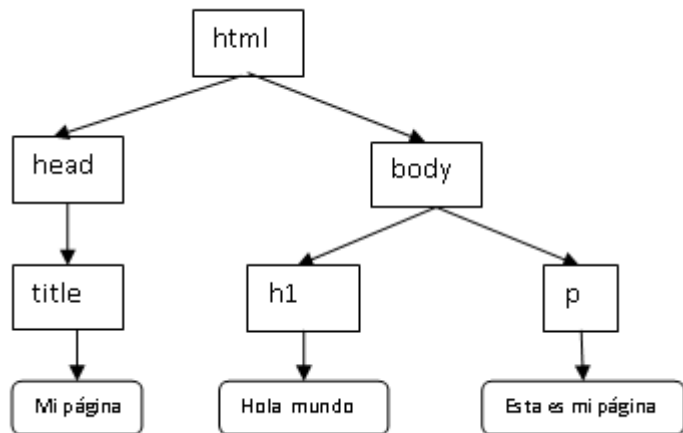 html
head
body
title
h1
p
Mi página
Hola mundo
Esta es mi página